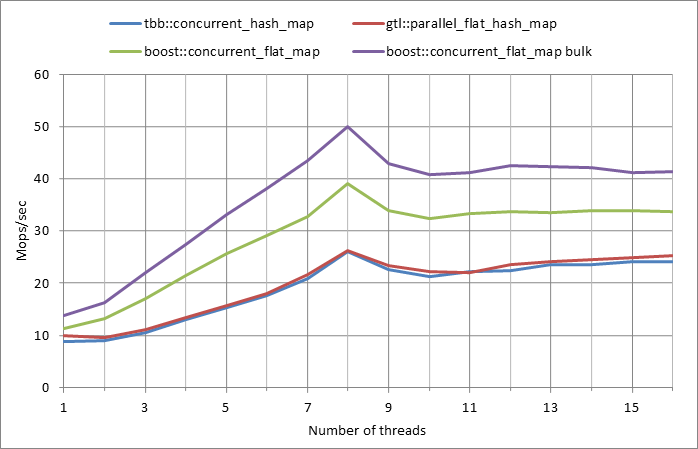 tbb::concurrent_hash_map gtl::parallel_flat_hash_map
boost::concurrent_flat_map boost::concurrent_flat_map bulk
60
50
40
30
20
10
0
Mops/sec
1 3 5 7 9 11 13 15
Number of threads